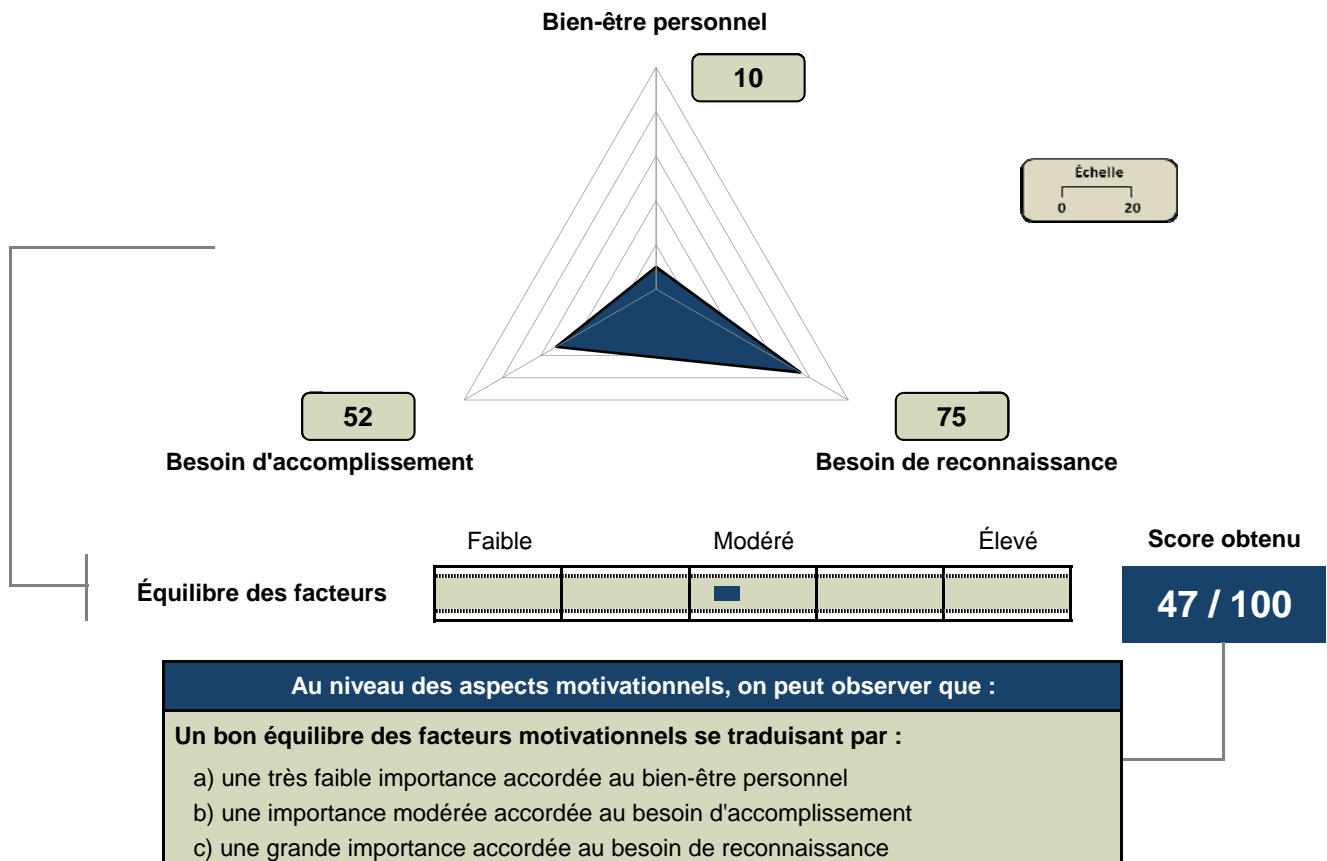 Bien-être personnel
10
Échelle
0 20
52
75
Besoin d'accomplissement
Besoin de reconnaissance
Faible Modéré Élevé Score obtenu
Équilibre des facteurs
47 / 100
Au niveau des aspects motivationnels, on peut observer que :
Un bon équilibre des facteurs motivationnels se traduisant par :
a) une très faible importance accordée au bien-être personnel
b) une importance modérée accordée au besoin d'accomplissement
c) une grande importance accordée au besoin de reconnaissance